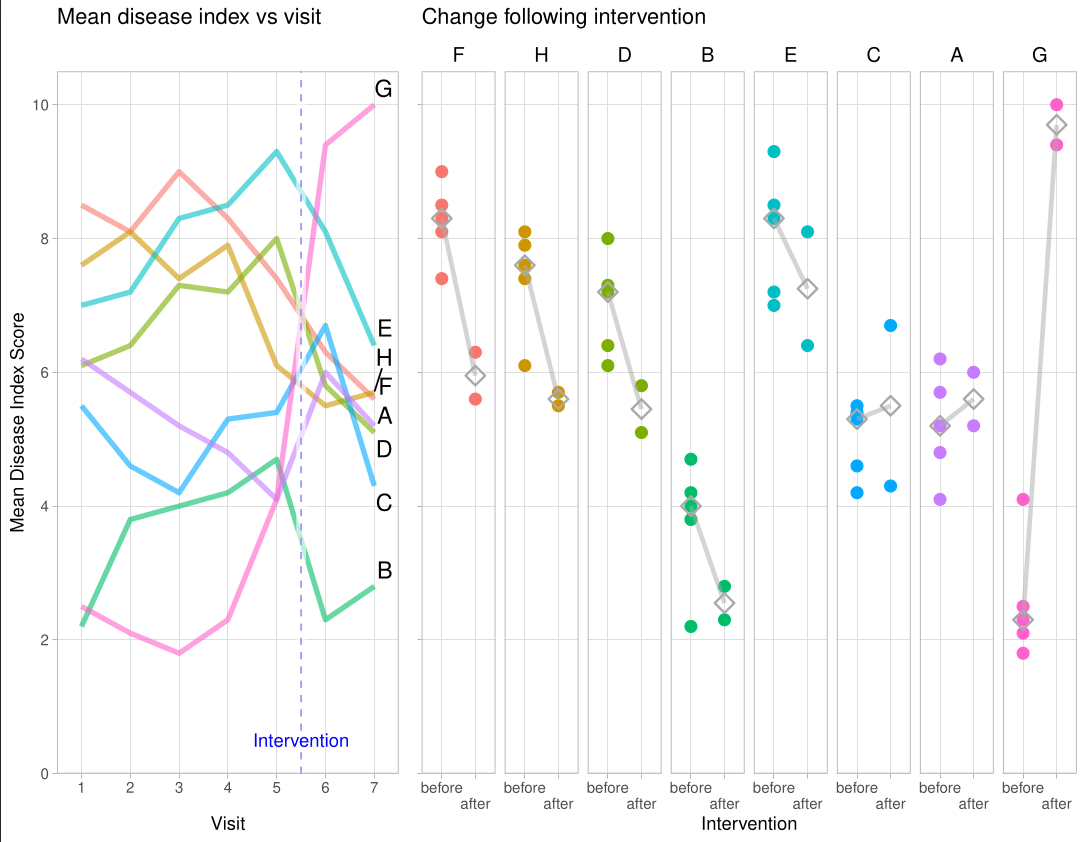 Mean disease index vs visit
Change following intervention
Mean Disease Index Score
10
8
6
4
2
0
G
E
H
/F
A
D
C
B
Intervention
1 2 3 4 5 6 7
Visit
F H D B E C A G
before after before after before after before after before after before after before after before after
Intervention